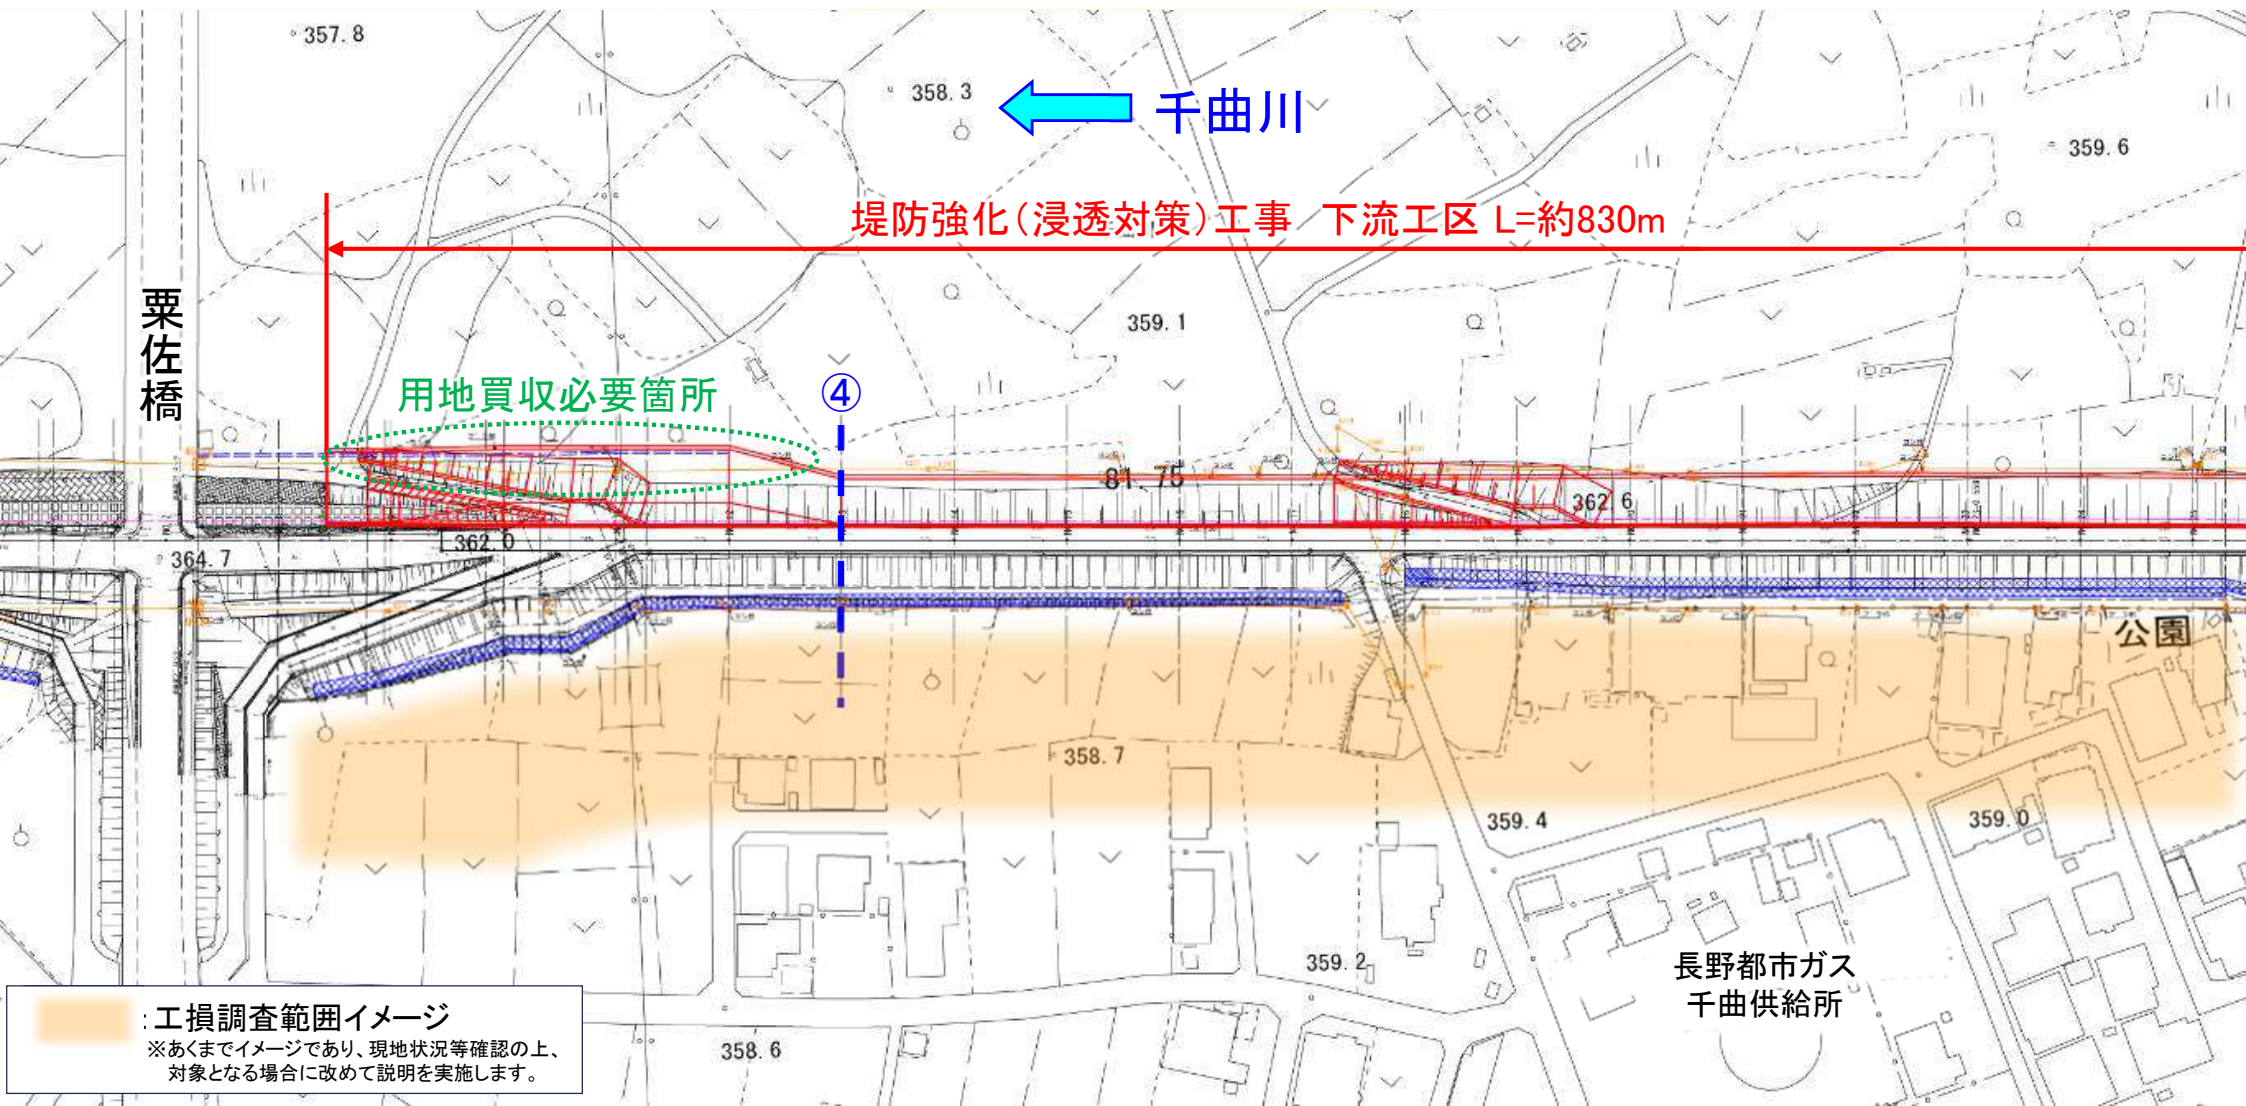 357.8
358.3
千曲川
359.6
堤防強化（浸透対策）工事　下流工区 L=約830m
粟佐橋
359.1
用地買収必要箇所
④
81 75
362.6
362.0
364.7
公園
358.7
359.4
359.0
359.2
長野都市ガス
千曲供給所
：工損調査範囲イメージ
※あくまでイメージであり、現地状況等確認の上、
対象となる場合に改めて説明を実施します。
358.6